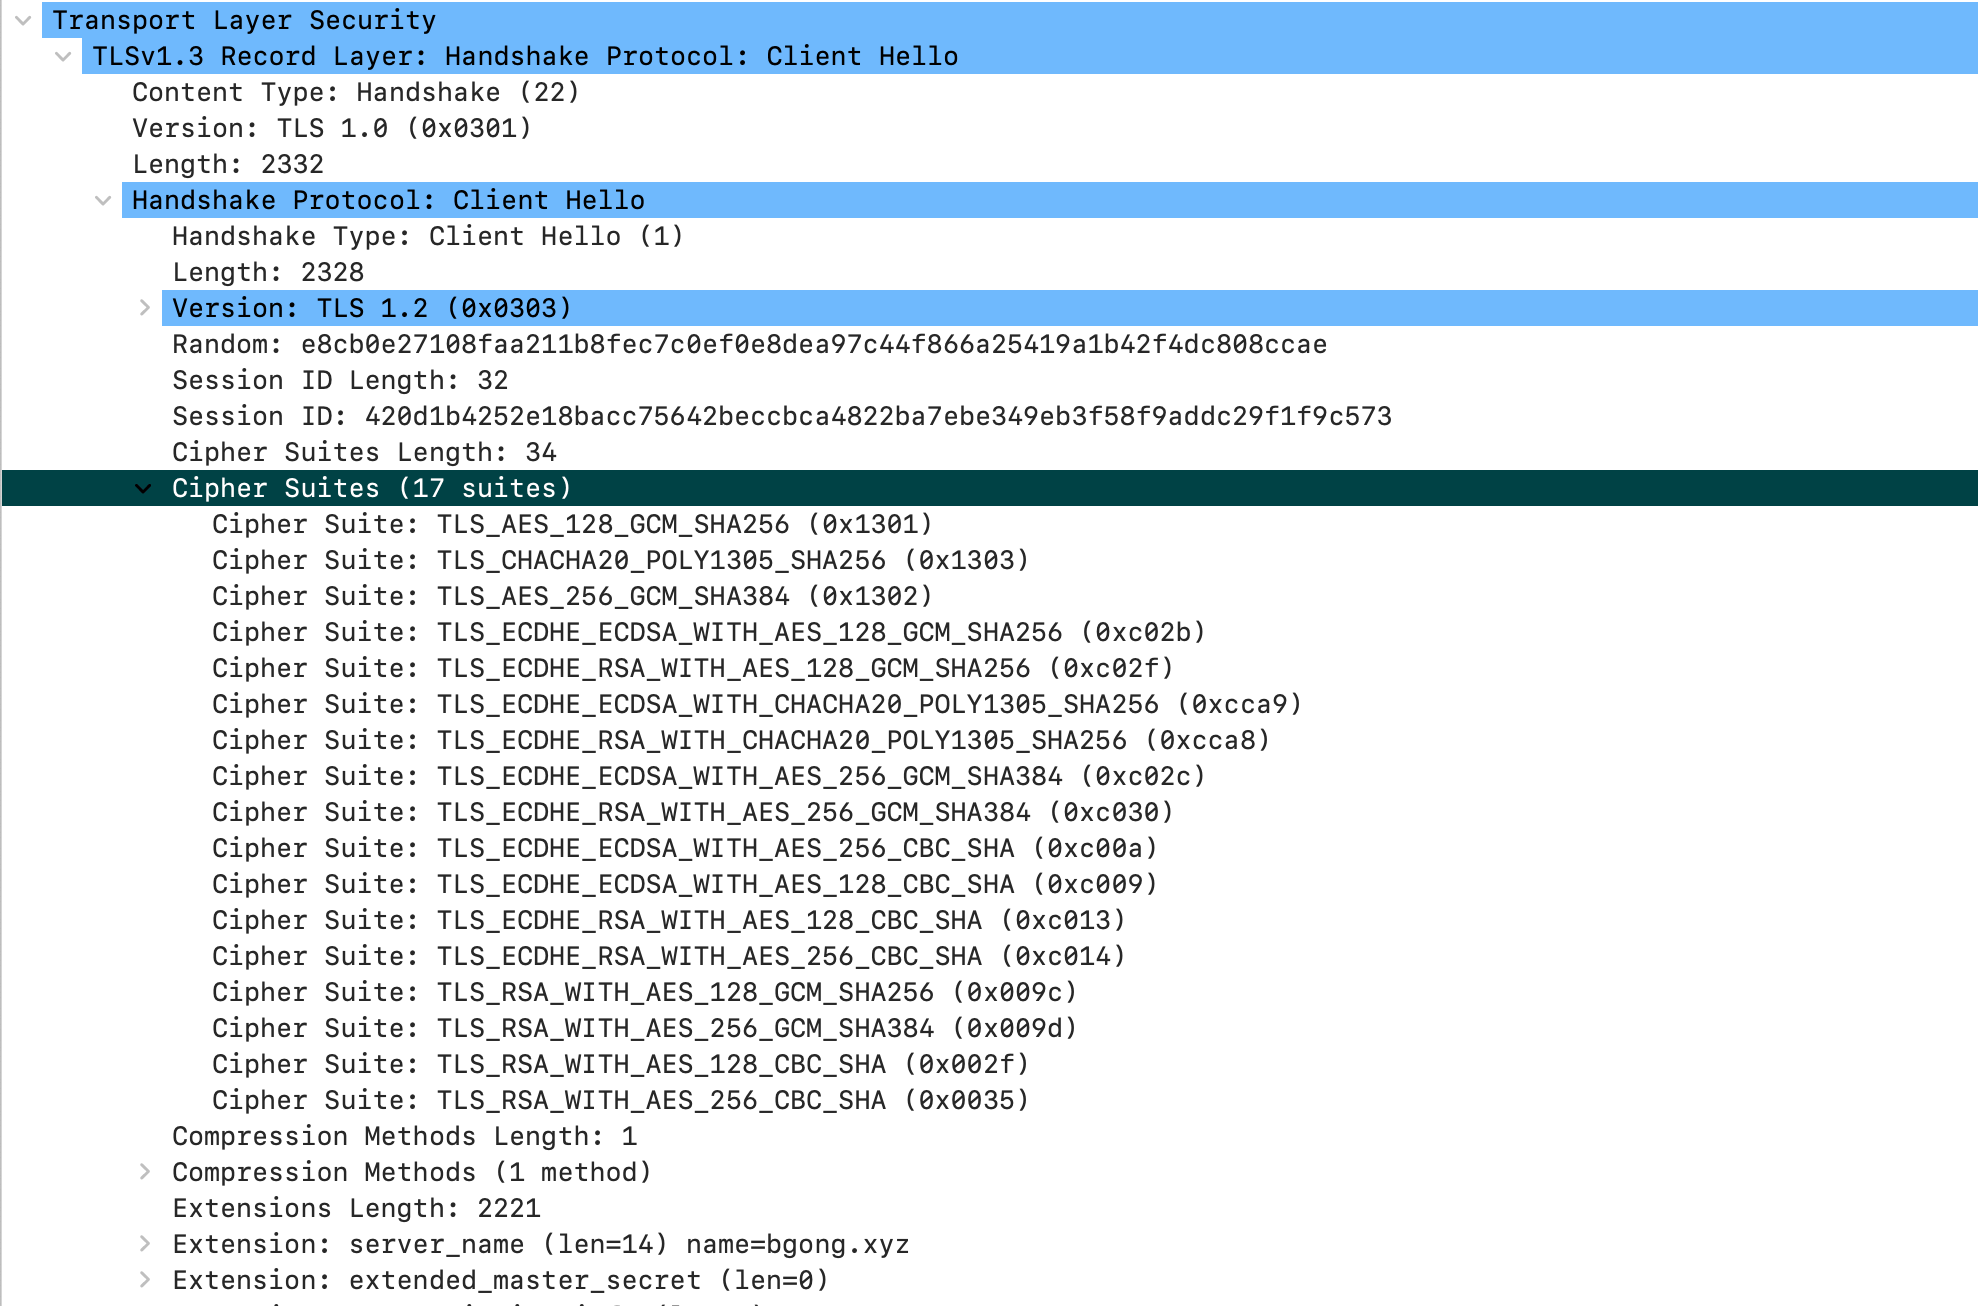 Transport Layer Security
TLSv1.3 Record Layer: Handshake Protocol: Client Hello
Content Type: Handshake (22)
Version: TLS 1.0 (0x0301)
Length: 2332
Handshake Protocol: Client Hello
Handshake Type: Client Hello (1)
Length: 2328
Version: TLS 1.2 (0x0303)
Random: e8cb0e27108faa211b8fec7c0ef0e8dea97c44f866a25419a1b42f4dc808ccae
Session ID Length: 32
Session ID: 420d1b4252e18bacc75642beccbca4822ba7ebe349eb3f58f9addc29f1f9c573
Cipher Suites Length: 34
Cipher Suites (17 suites)
Cipher Suite: TLS_AES_128_GCM_SHA256 (0x1301)
Cipher Suite: TLS_CHACHA20_POLY1305_SHA256 (0x1303)
Cipher Suite: TLS_AES_256_GCM_SHA384 (0x1302)
Cipher Suite: TLS_ECDHE_ECDSA_WITH_AES_128_GCM_SHA256 (0xc02b)
Cipher Suite: TLS_ECDHE_RSA_WITH_AES_128_GCM_SHA256 (0xc02f)
Cipher Suite: TLS_ECDHE_ECDSA_WITH_CHACHA20_POLY1305_SHA256 (0xcca9)
Cipher Suite: TLS_ECDHE_RSA_WITH_CHACHA20_POLY1305_SHA256 (0xcca8)
Cipher Suite: TLS_ECDHE_ECDSA_WITH_AES_256_GCM_SHA384 (0xc02c)
Cipher Suite: TLS_ECDHE_RSA_WITH_AES_256_GCM_SHA384 (0xc030)
Cipher Suite: TLS_ECDHE_ECDSA_WITH_AES_256_CBC_SHA (0xc00a)
Cipher Suite: TLS_ECDHE_ECDSA_WITH_AES_128_CBC_SHA (0xc009)
Cipher Suite: TLS_ECDHE_RSA_WITH_AES_128_CBC_SHA (0xc013)
Cipher Suite: TLS_ECDHE_RSA_WITH_AES_256_CBC_SHA (0xc014)
Cipher Suite: TLS_RSA_WITH_AES_128_GCM_SHA256 (0x009c)
Cipher Suite: TLS_RSA_WITH_AES_256_GCM_SHA384 (0x009d)
Cipher Suite: TLS_RSA_WITH_AES_128_CBC_SHA (0x002f)
Cipher Suite: TLS_RSA_WITH_AES_256_CBC_SHA (0x0035)
Compression Methods Length: 1
Compression Methods (1 method)
Extensions Length: 2221
Extension: server_name (len=14) name=bgong.xyz
Extension: extended_master_secret (len=0)